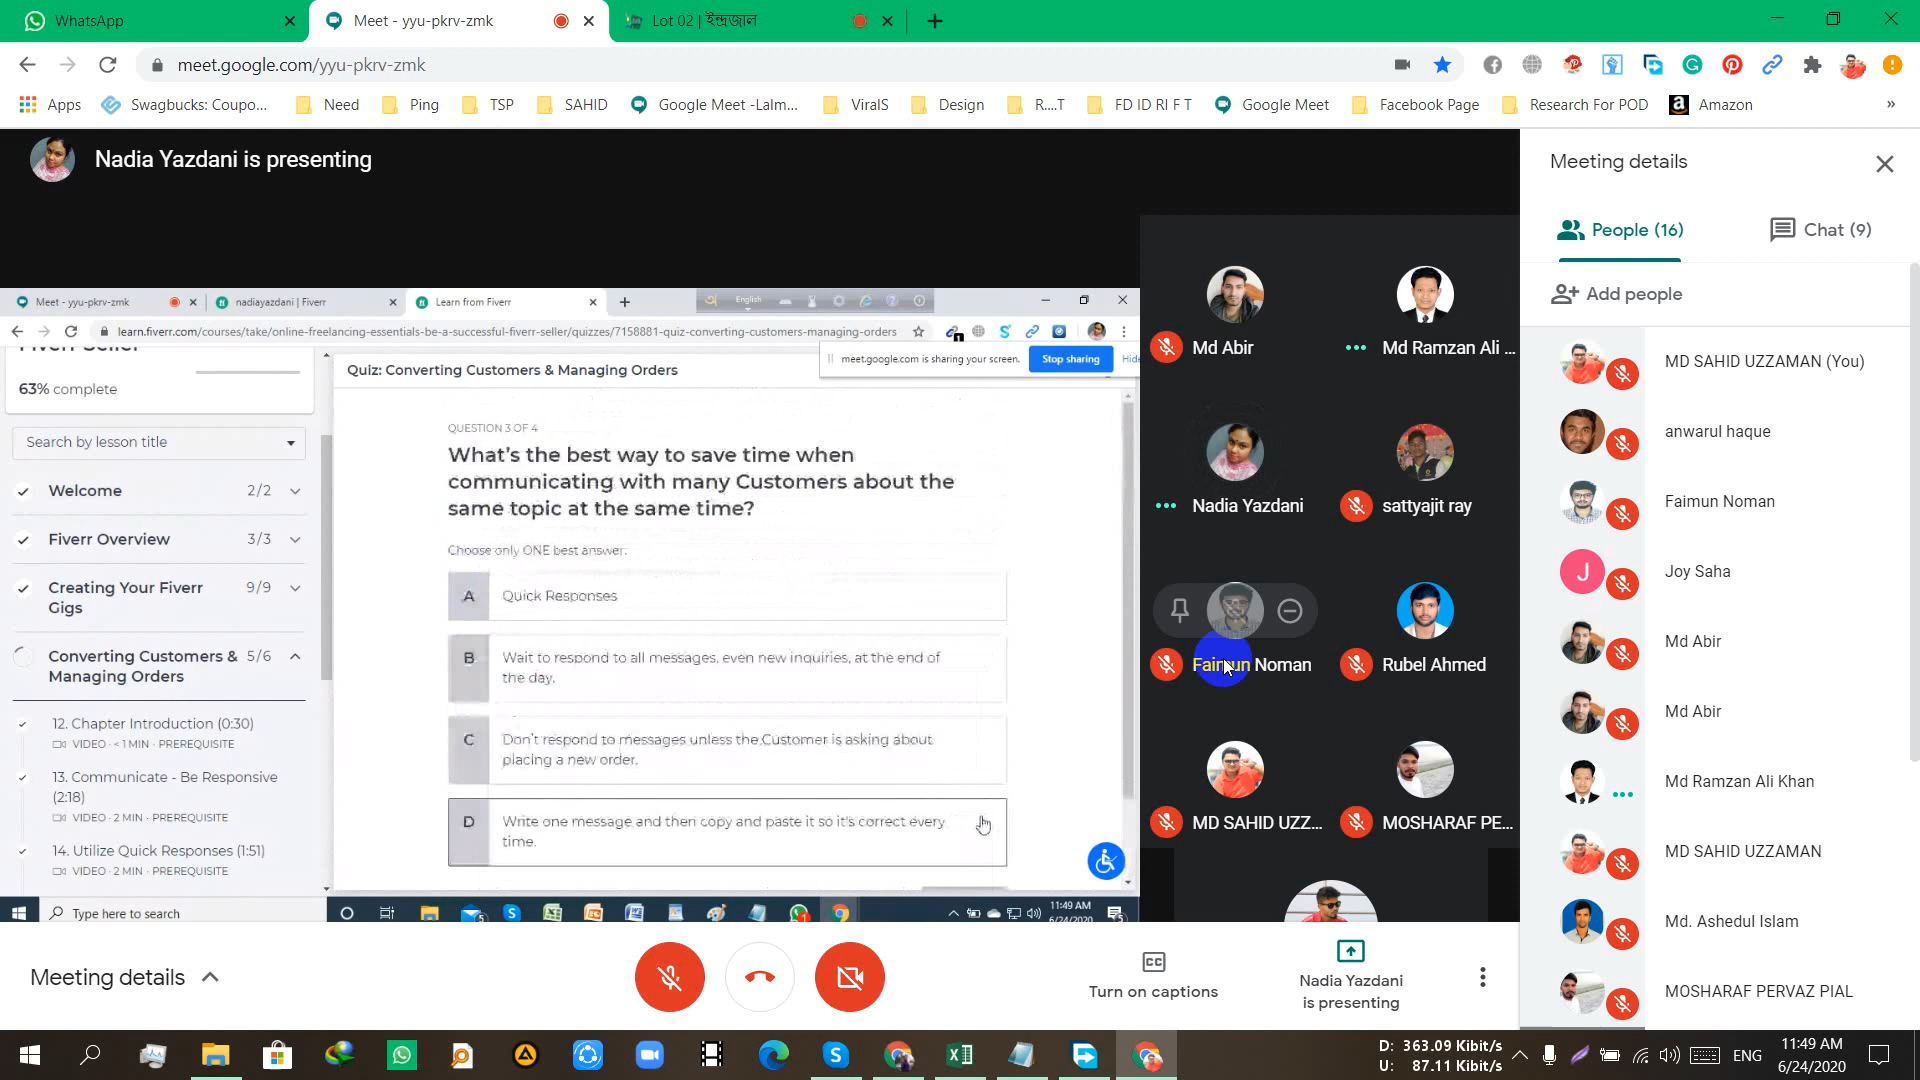 WhatsApp
Meet - yyu-pkrv-zmk
Lot 02 | ইন্দ্রজাল
meet.google.com/yyu-pkrv-zmk
Apps
Swagbucks: Coupo...
Need
Ping
TSP
SAHID
Google Meet -Lalm...
ViralS
Design
R....T
FD ID RI F T
Google Meet
Facebook Page
Research For POD
Amazon
»
Nadia Yazdani is presenting
Meet - yyu-pkrv-zmk
nadiayazdani | Fiverr
Learn from Fiverr
English
learn.fiverr.com/courses/take/online-freelancing-essentials-be-a-successful-fiverr-seller/quizzes/7158881-quiz-converting-customers-managing-orders
meet.google.com is sharing your screen.
Stop sharing
Hide
Fiverr Seller
63% complete
Search by lesson title
Welcome 2/2
Fiverr Overview 3/3
Creating Your Fiverr 9/9
Gigs
Converting Customers & 5/6
Managing Orders
12. Chapter Introduction (0:30)
VIDEO · < 1 MIN · PREREQUISITE
13. Communicate - Be Responsive
(2:18)
VIDEO · 2 MIN · PREREQUISITE
14. Utilize Quick Responses (1:51)
VIDEO · 2 MIN · PREREQUISITE
Quiz: Converting Customers & Managing Orders
QUESTION 3 OF 4
What's the best way to save time when
communicating with many Customers about the
same topic at the same time?
Choose only ONE best answer.
A Quick Responses
B Wait to respond to all messages, even new inquiries, at the end of
the day.
C Don't respond to messages unless the Customer is asking about
placing a new order.
D Write one message and then copy and paste it so it's correct every
time.
Type here to search
11:49 AM
6/24/2020
Md Abir
Md Ramzan Ali ...
Nadia Yazdani
sattyajit ray
Faimun Noman
Rubel Ahmed
MD SAHID UZZ...
MOSHARAF PE...
Meeting details
People (16)
Chat (9)
Add people
MD SAHID UZZAMAN (You)
anwarul haque
Faimun Noman
J Joy Saha
Md Abir
Md Abir
Md Ramzan Ali Khan
MD SAHID UZZAMAN
Md. Ashedul Islam
MOSHARAF PERVAZ PIAL
Meeting details
CC
Turn on captions
Nadia Yazdani
is presenting
D: 363.09 Kibit/s
U: 87.11 Kibit/s
ENG
11:49 AM
6/24/2020